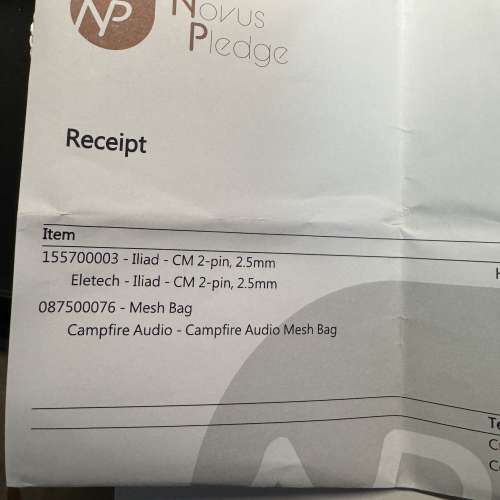 NP
Novus
Pledge
Receipt
Item
155700003 - Iliad - CM 2-pin, 2.5mm
Eletech - Iliad - CM 2-pin, 2.5mm
087500076 - Mesh Bag
Campfire Audio - Campfire Audio Mesh Bag